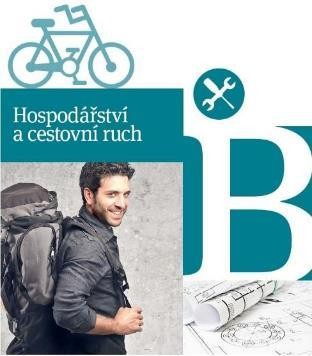 Hospodářství
a cestovní ruch
B